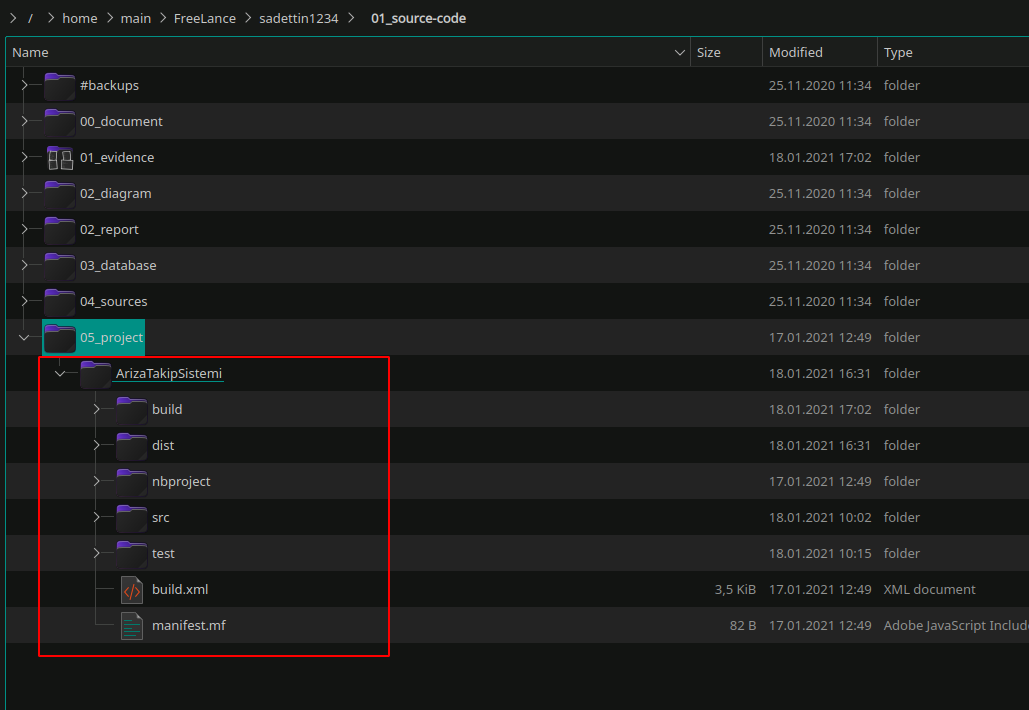 / home main FreeLance sadettin1234 01_source-code
Name Size Modified Type
#backups 25.11.2020 11:34 folder
00_document 25.11.2020 11:34 folder
01_evidence 18.01.2021 17:02 folder
02_diagram 25.11.2020 11:34 folder
02_report 25.11.2020 11:34 folder
03_database 25.11.2020 11:34 folder
04_sources 25.11.2020 11:34 folder
05_project 17.01.2021 12:49 folder
ArizaTakipSistemi 18.01.2021 16:31 folder
build 18.01.2021 17:02 folder
dist 18.01.2021 16:31 folder
nbproject 17.01.2021 12:49 folder
src 18.01.2021 10:02 folder
test 18.01.2021 10:15 folder
build.xml 3,5 KiB 17.01.2021 12:49 XML document
manifest.mf 82 B 17.01.2021 12:49 Adobe JavaScript Includ